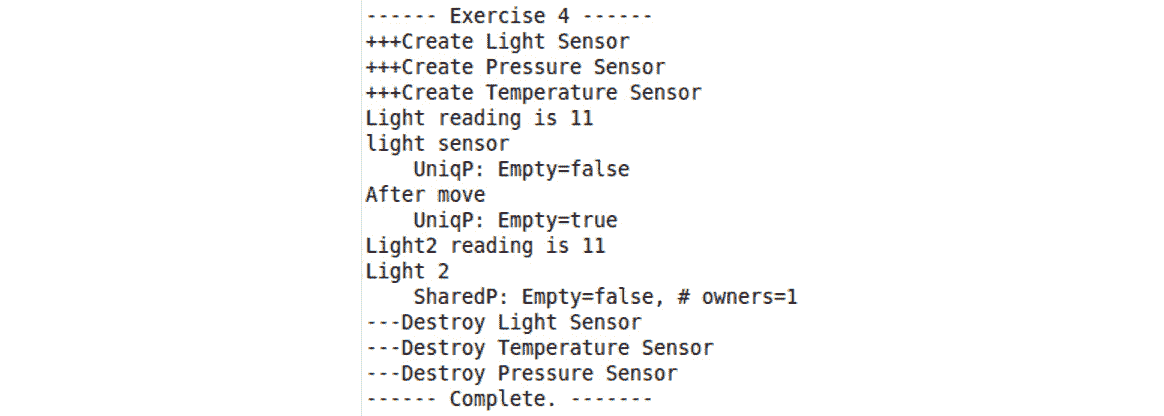 ------ Exercise 4 ------
+++Create Light Sensor
+++Create Pressure Sensor
+++Create Temperature Sensor
Light reading is 11
light sensor
    UniqP: Empty=false
After move
    UniqP: Empty=true
Light2 reading is 11
Light 2
    SharedP: Empty=false, # owners=1
---Destroy Light Sensor
---Destroy Temperature Sensor
---Destroy Pressure Sensor
------ Complete. -------